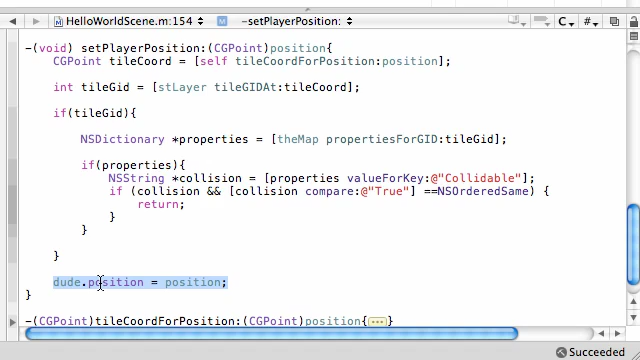 HelloWorldScene.m:154 -setPlayerPosition: C #
-(void) setPlayerPosition:(CGPoint)position{
CGPoint tileCoord = [self tileCoordForPosition:position];
int tileGid = [stLayer tileGIDAt:tileCoord];
if(tileGid){
NSDictionary *properties = [theMap propertiesForGID:tileGid];
if(properties){
NSString *collision = [properties valueForKey:@"Collidable"];
if (collision && [collision compare:@"True"] ==NSOrderedSame) {
return;
}
}
}
dude.position = position;
}
-(CGPoint)tileCoordForPosition:(CGPoint)position{...}
Succeeded